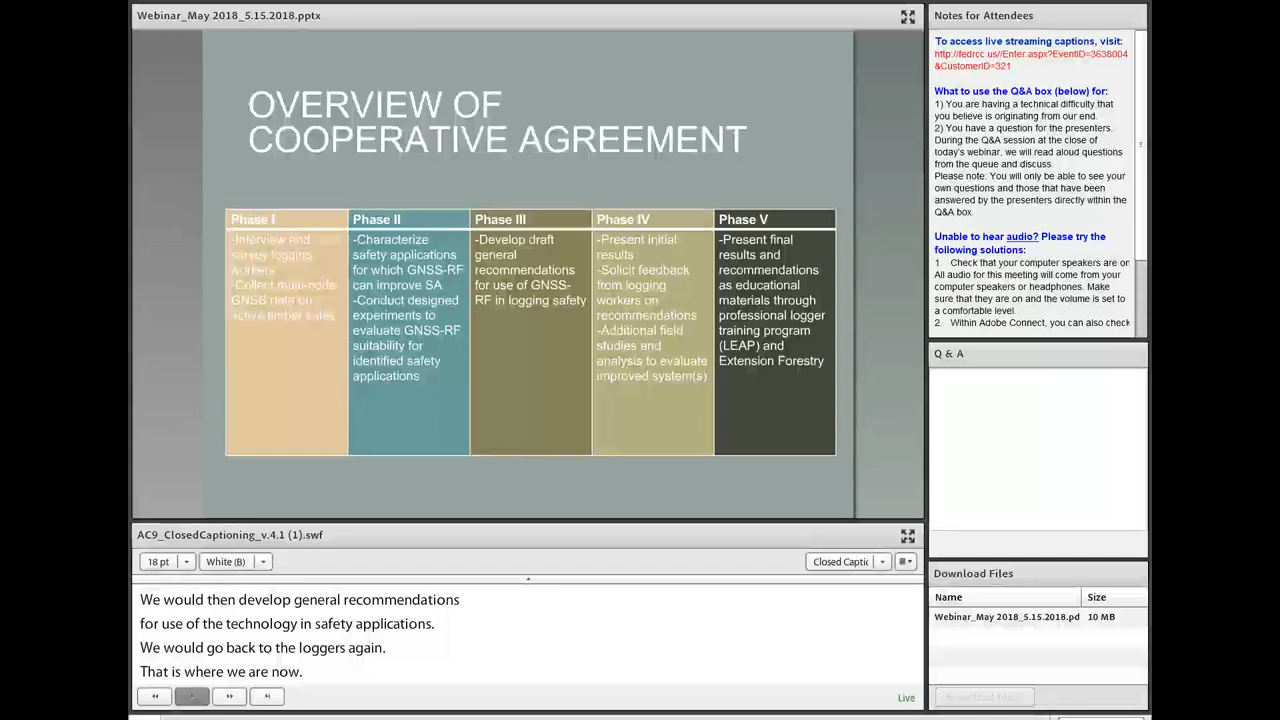 Webinar_May 2018_5.15.2018.pptx
OVERVIEW OF
COOPERATIVE AGREEMENT
Phase I
-Interview and
survey logging
workers
-Collect multi-node
GNSS data on
active timber sales
Phase II
-Characterize
safety applications
for which GNSS-RF
can improve SA
-Conduct designed
experiments to
evaluate GNSS-RF
suitability for
identified safety
applications
Phase III
-Develop draft
general
recommendations
for use of GNSS-
RF in logging safety
Phase IV
-Present initial
results
-Solicit feedback
from logging
workers on
recommendations
-Additional field
studies and
analysis to evaluate
improved system(s)
Phase V
-Present final
results and
recommendations
as educational
materials through
professional logger
training program
(LEAP) and
Extension Forestry
AC9_ClosedCaptioning_v.4.1 (1).swf
18 pt
White (B)
Closed Captic
We would then develop general recommendations
for use of the technology in safety applications.
We would go back to the loggers again.
That is where we are now.
Live
Notes for Attendees
To access live streaming captions, visit:
http://fedrcc.us//Enter.aspx?EventID=3638004
&CustomerID=321
What to use the Q&A box (below) for:
1) You are having a technical difficulty that
you believe is originating from our end.
2) You have a question for the presenters.
During the Q&A session at the close of
today's webinar, we will read aloud questions
from the queue and discuss.
Please note: You will only be able to see your
own questions and those that have been
answered by the presenters directly within the
Q&A box.
Unable to hear audio? Please try the
following solutions:
1. Check that your computer speakers are on
All audio for this meeting will come from your
computer speakers or headphones. Make
sure that they are on and the volume is set to
a comfortable level.
2. Within Adobe Connect, you can also check
Q & A
Download Files
Name Size
Webinar_May 2018_5.15.2018.pd 10 MB